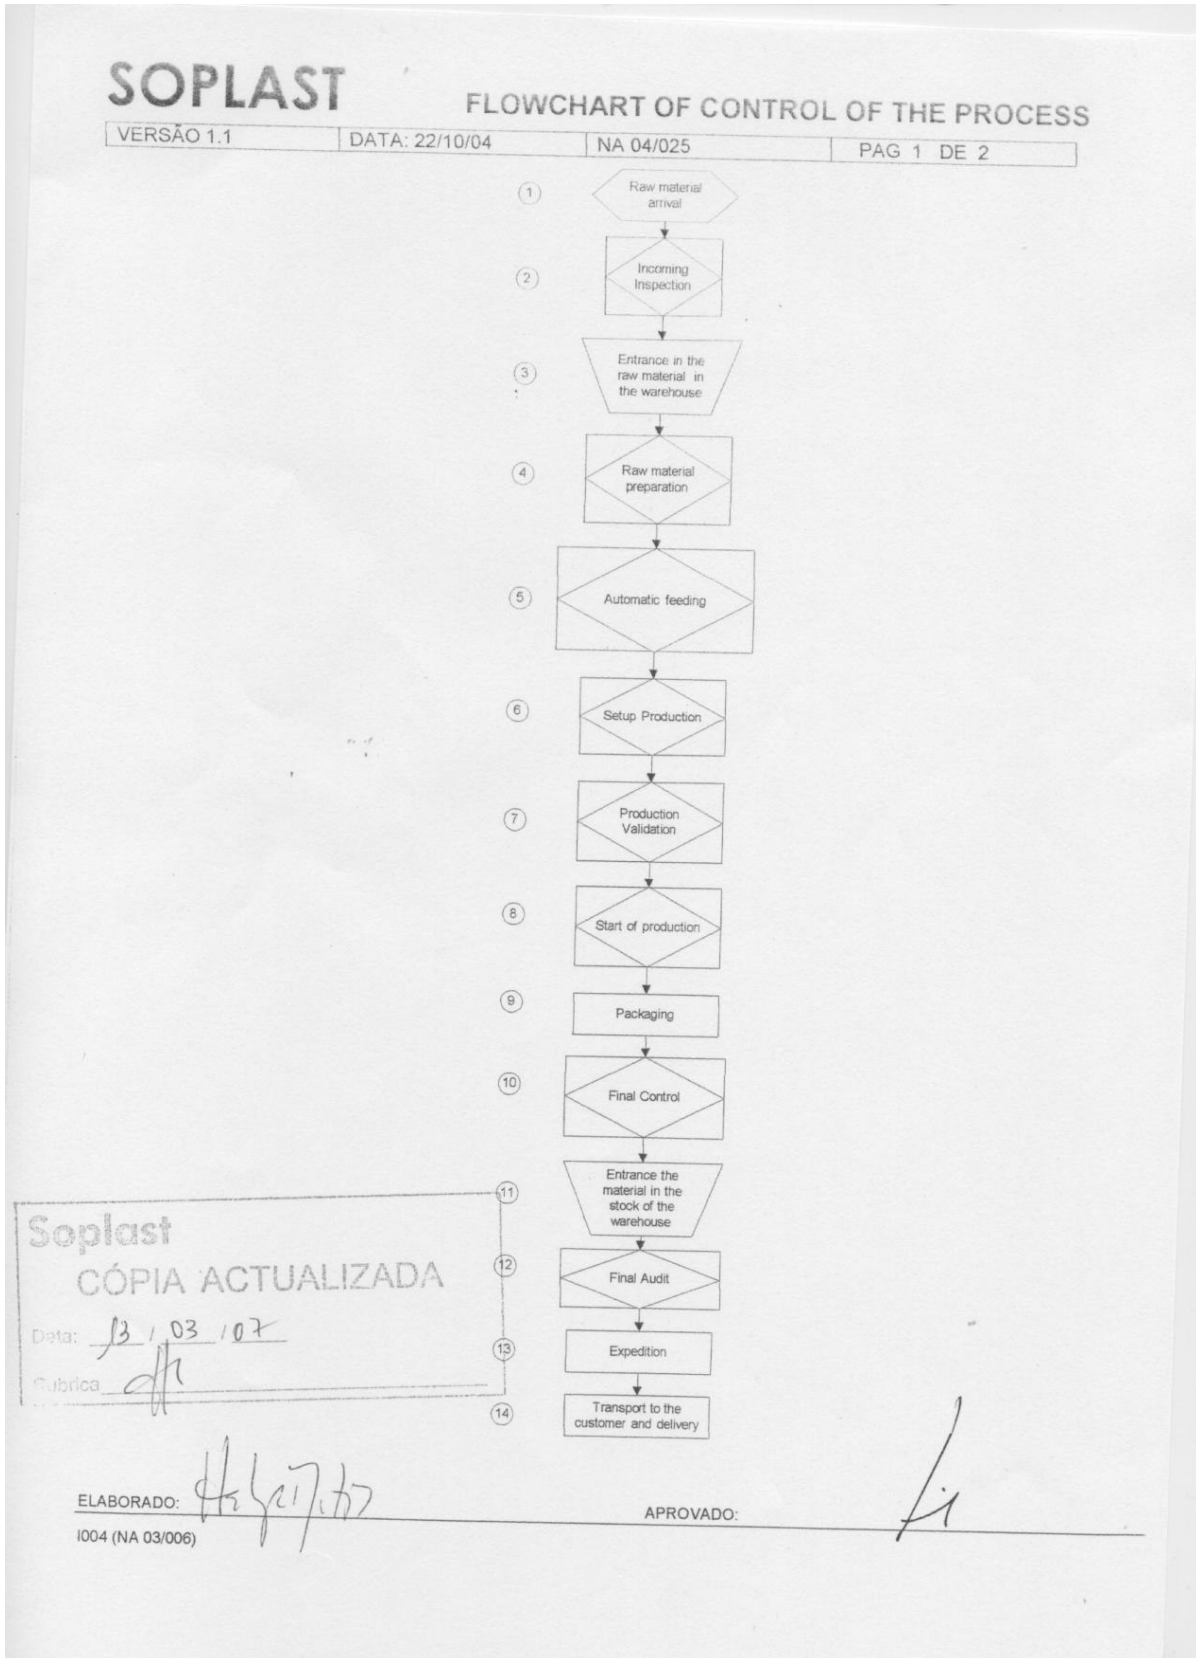 SOPLAST
FLOWCHART OF CONTROL OF THE PROCESS
VERSÃO 1.1 DATA: 22/10/04 NA 04/025 PAG 1 DE 2
1 Raw material
arrival
2 Incoming
Inspection
3 Entrance in the
raw material in
the warehouse
4 Raw material
preparation
5 Automatic feeding
6 Setup Production
7 Production
Validation
8 Start of production
9 Packaging
10 Final Control
11 Entrance the
material in the
stock of the
warehouse
12 Final Audit
13 Expedition
14 Transport to the
customer and delivery
Soplast
CÓPIA ACTUALIZADA
Data: 13/03/07
Rubrica
ELABORADO:
APROVADO:
I004 (NA 03/006)